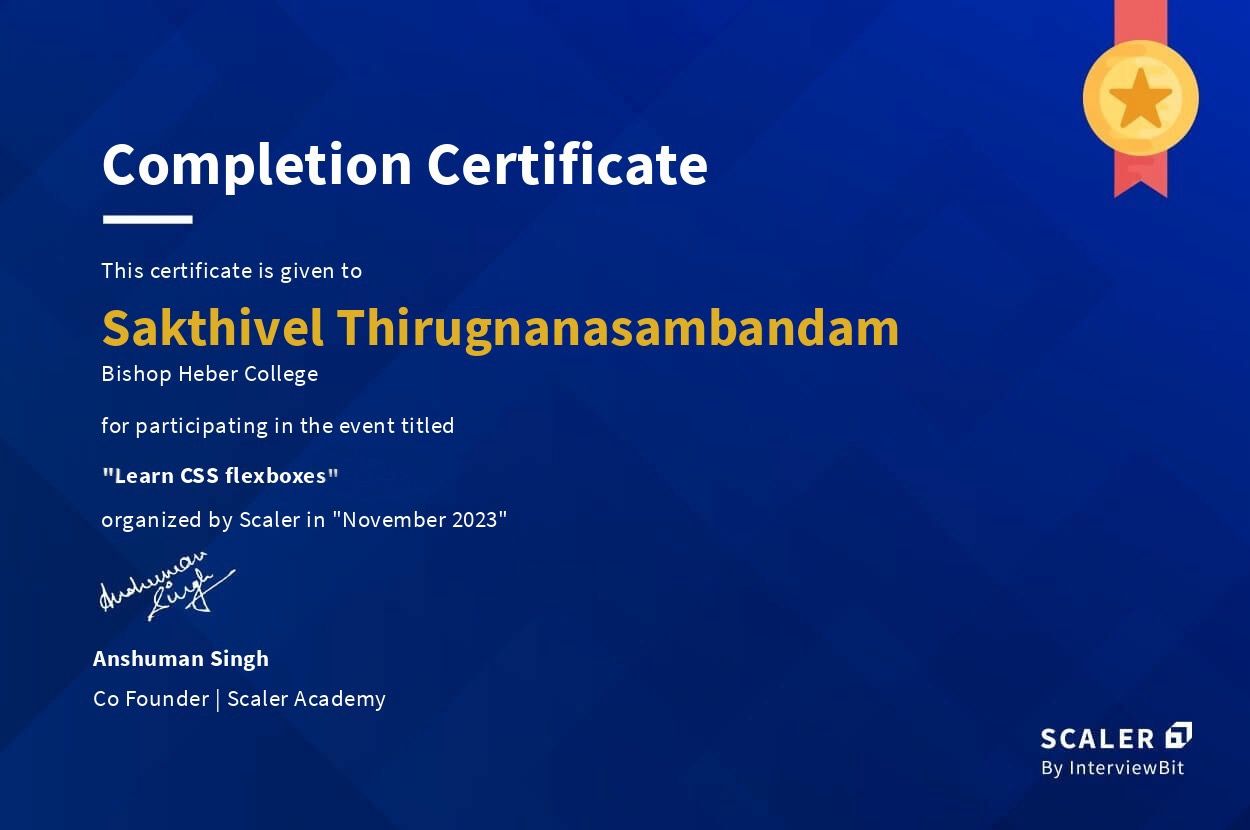 Completion Certificate
This certificate is given to
Sakthivel Thirugnanasambandam
Bishop Heber College
for participating in the event titled
"Learn CSS flexboxes"
organized by Scaler in "November 2023"
Anshuman
Singh
Anshuman Singh
Co Founder | Scaler Academy
SCALER
By InterviewBit